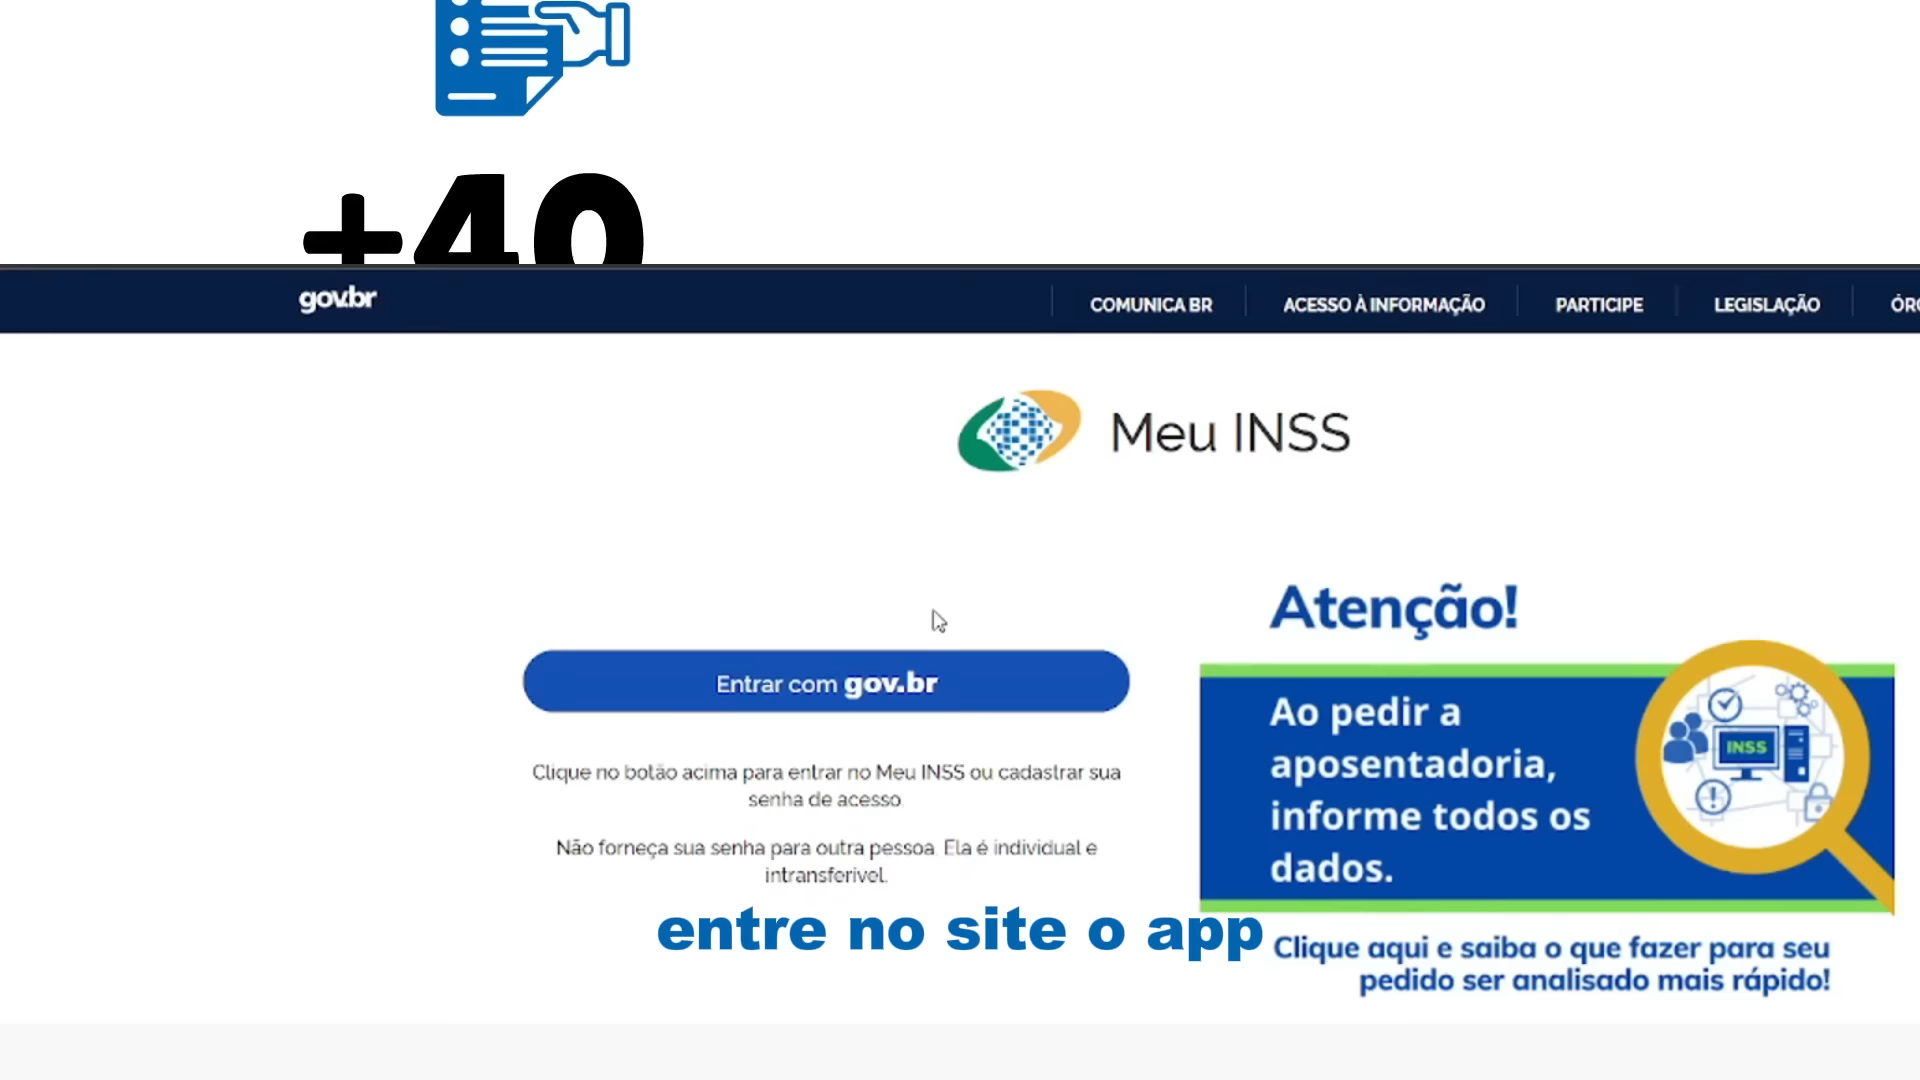 +40
gov.br
COMUNICA BR
ACESSO À INFORMAÇÃO
PARTICIPE
LEGISLAÇÃO
Meu INSS
Entrar com gov.br
Clique no botão acima para entrar no Meu INSS ou cadastrar sua
senha de acesso
Não forneça sua senha para outra pessoa. Ela é individual e
intransferivel.
Atenção!
Ao pedir a
aposentadoria,
informe todos os
dados.
INSS
Clique aqui e saiba o que fazer para seu
pedido ser analisado mais rápido!
entre no site o app